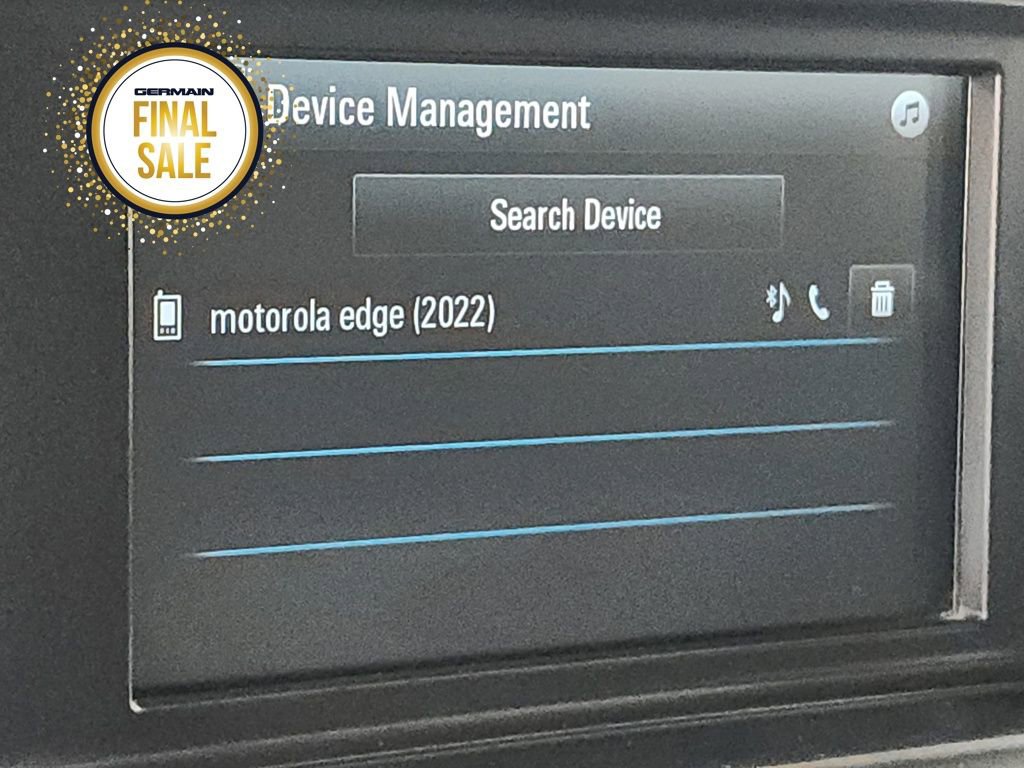 GERMAIN
FINAL
SALE
Device Management
Search Device
motorola edge (2022)